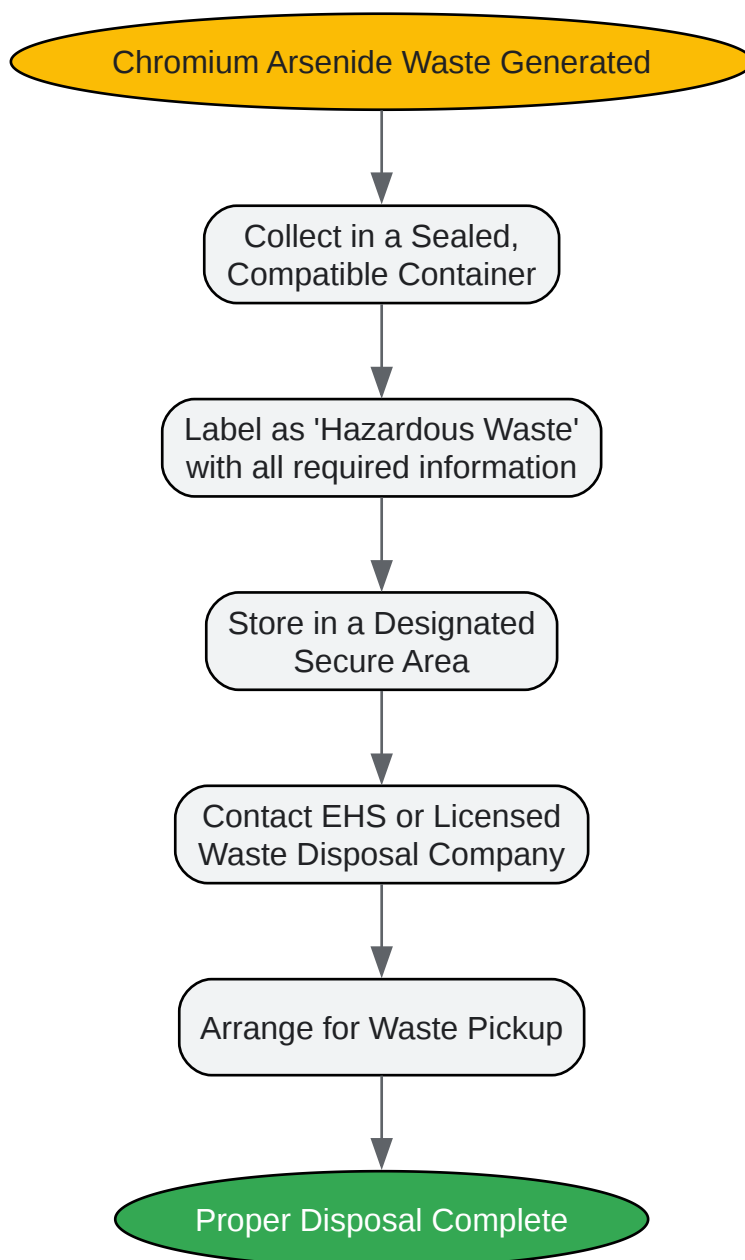 Chromium Arsenide Waste Generated
Collect in a Sealed,
Compatible Container
Label as 'Hazardous Waste'
with all required information
Store in a Designated
Secure Area
Contact EHS or Licensed
Waste Disposal Company
Arrange for Waste Pickup
Proper Disposal Complete